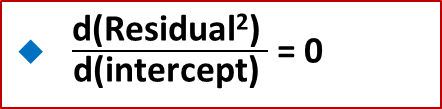 d(Residual²)
d(intercept) = 0